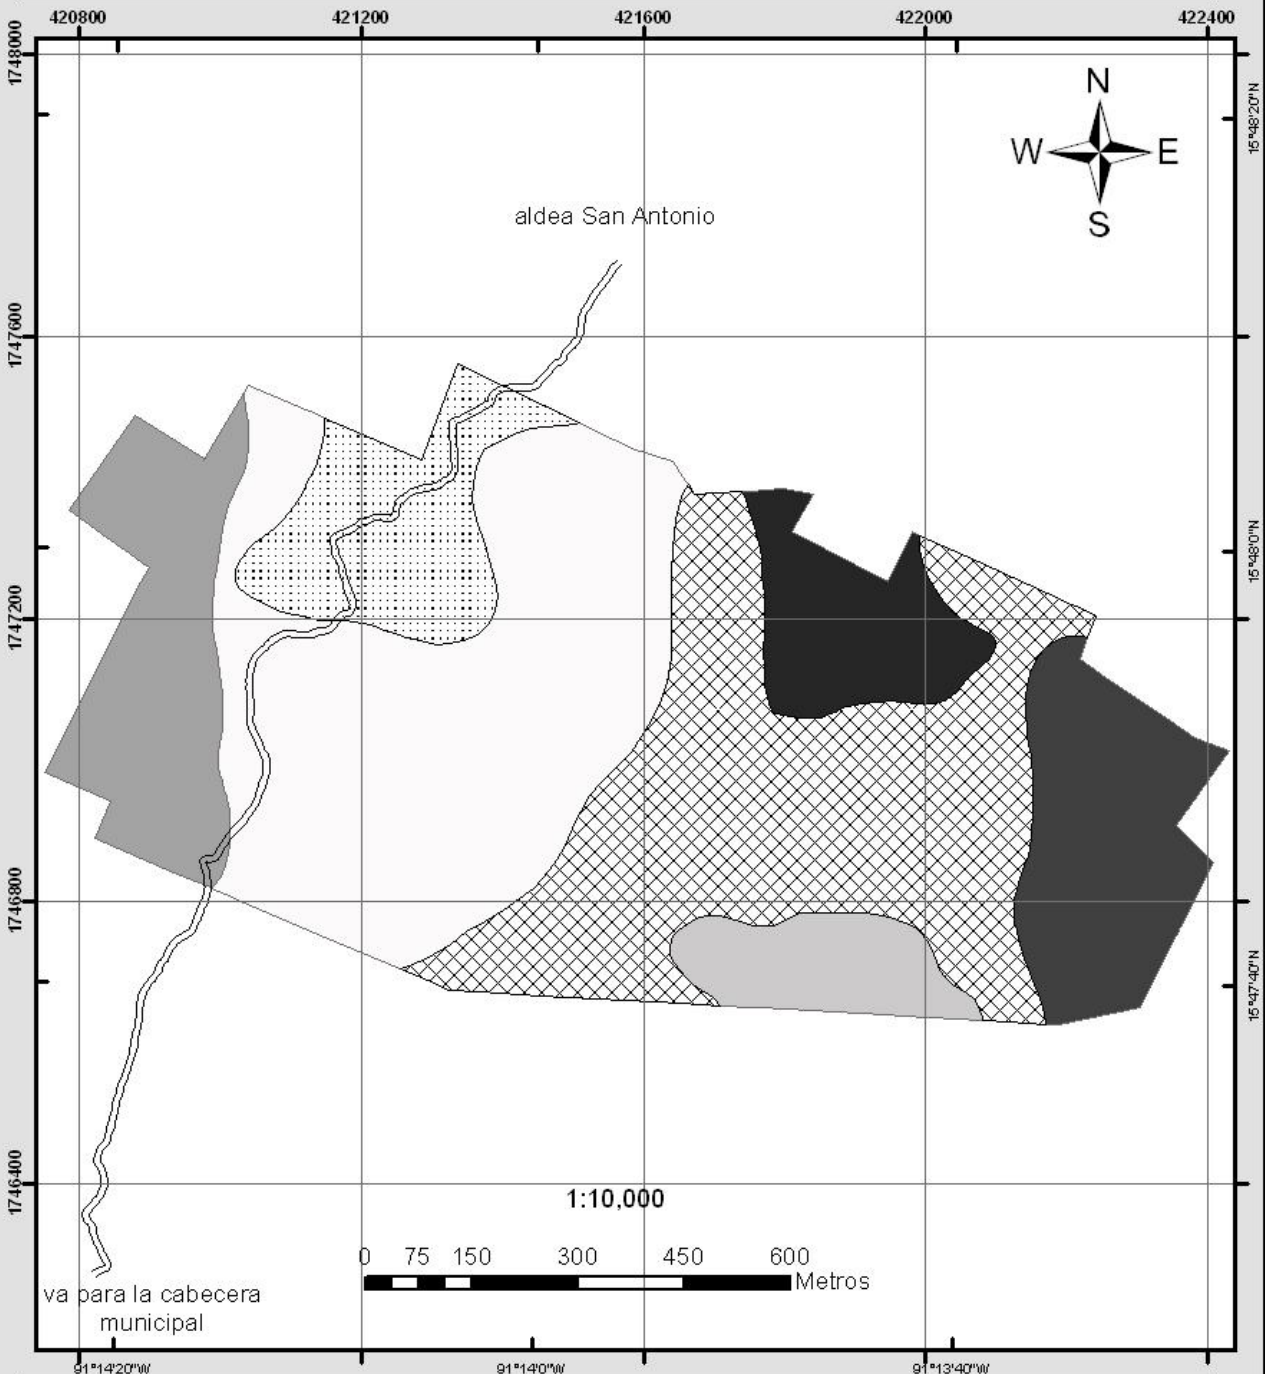 420800 421200 421600 422000 422400
1748000
1747600
1747200
1746800
1746400
N
W E
S
15°48'20"N
15°48'0"N
15°47'40"N
aldea San Antonio
1:10,000
0 75 150 300 450 600
Metros
va para la cabecera
municipal
91°14'20"W 91°14'0"W 91°13'40"W